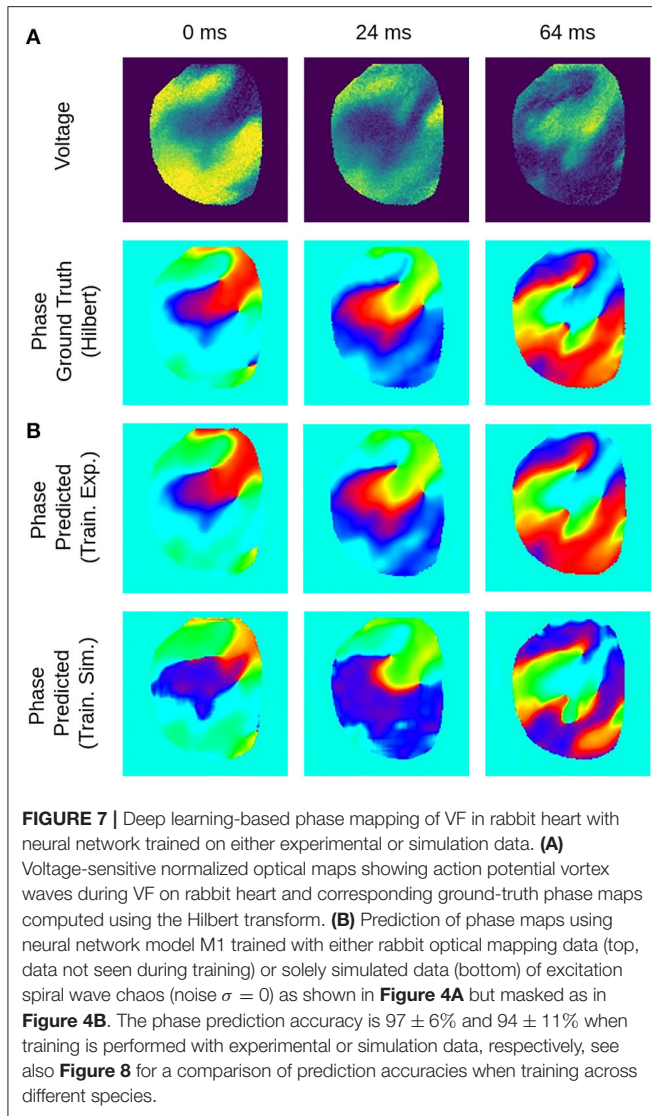 A
0 ms 24 ms 64 ms
Voltage
Phase
Ground Truth
(Hilbert)
B
Phase
Predicted
(Train. Exp.)
Phase
Predicted
(Train. Sim.)
FIGURE 7 | Deep learning-based phase mapping of VF in rabbit heart with
neural network trained on either experimental or simulation data. (A)
Voltage-sensitive normalized optical maps showing action potential vortex
waves during VF on rabbit heart and corresponding ground-truth phase maps
computed using the Hilbert transform. (B) Prediction of phase maps using
neural network model M1 trained with either rabbit optical mapping data (top,
data not seen during training) or solely simulated data (bottom) of excitation
spiral wave chaos (noise σ = 0) as shown in Figure 4A but masked as in
Figure 4B. The phase prediction accuracy is 97 ± 6% and 94 ± 11% when
training is performed with experimental or simulation data, respectively, see
also Figure 8 for a comparison of prediction accuracies when training across
different species.